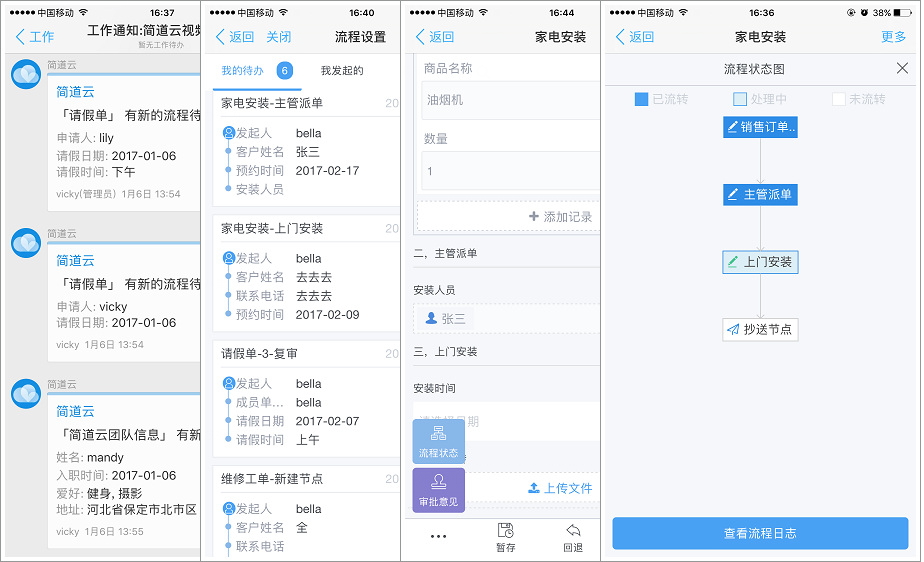 中国移动 16:37
工作
工作通知:简道云视频
暂无工作待办
简道云
简道云
「请假单」 有新的流程待
申请人: lily
请假日期: 2017-01-06
请假时间: 下午
vicky(管理员) 1月6日 13:54
简道云
简道云
「请假单」 有新的流程待
申请人: vicky
请假日期: 2017-01-06
vicky 1月6日 13:54
简道云
简道云
「简道云团队信息」 有新
姓名: mandy
入职时间: 2017-01-06
爱好: 健身, 摄影
地址: 河北省保定市北市区
vicky 1月6日 13:55
中国移动 16:40
返回 关闭 流程设置
我的待办 6 我发起的
家电安装-主管派单 20
发起人 bella
客户姓名 张三
预约时间 2017-02-17
安装人员
家电安装-上门安装 20
发起人 bella
客户姓名 去去去
联系电话 去去去
预约时间 2017-02-09
请假单-3-复审 20
发起人 bella
成员单... bella
请假日期 2017-02-07
请假时间 上午
维修工单-新建节点 20
发起人 bella
客户姓名 全
联系电话
中国移动 16:44
返回 家电安装
商品名称
油烟机
数量
1
添加记录
二，主管派单
安装人员
张三
三，上门安装
安装时间
流程状态
审批意见
上传文件
暂存
回退
中国移动 16:36 38%
返回 家电安装 更多
流程状态图
已流转 处理中 未流转
销售订单..
主管派单
上门安装
抄送节点
查看流程日志